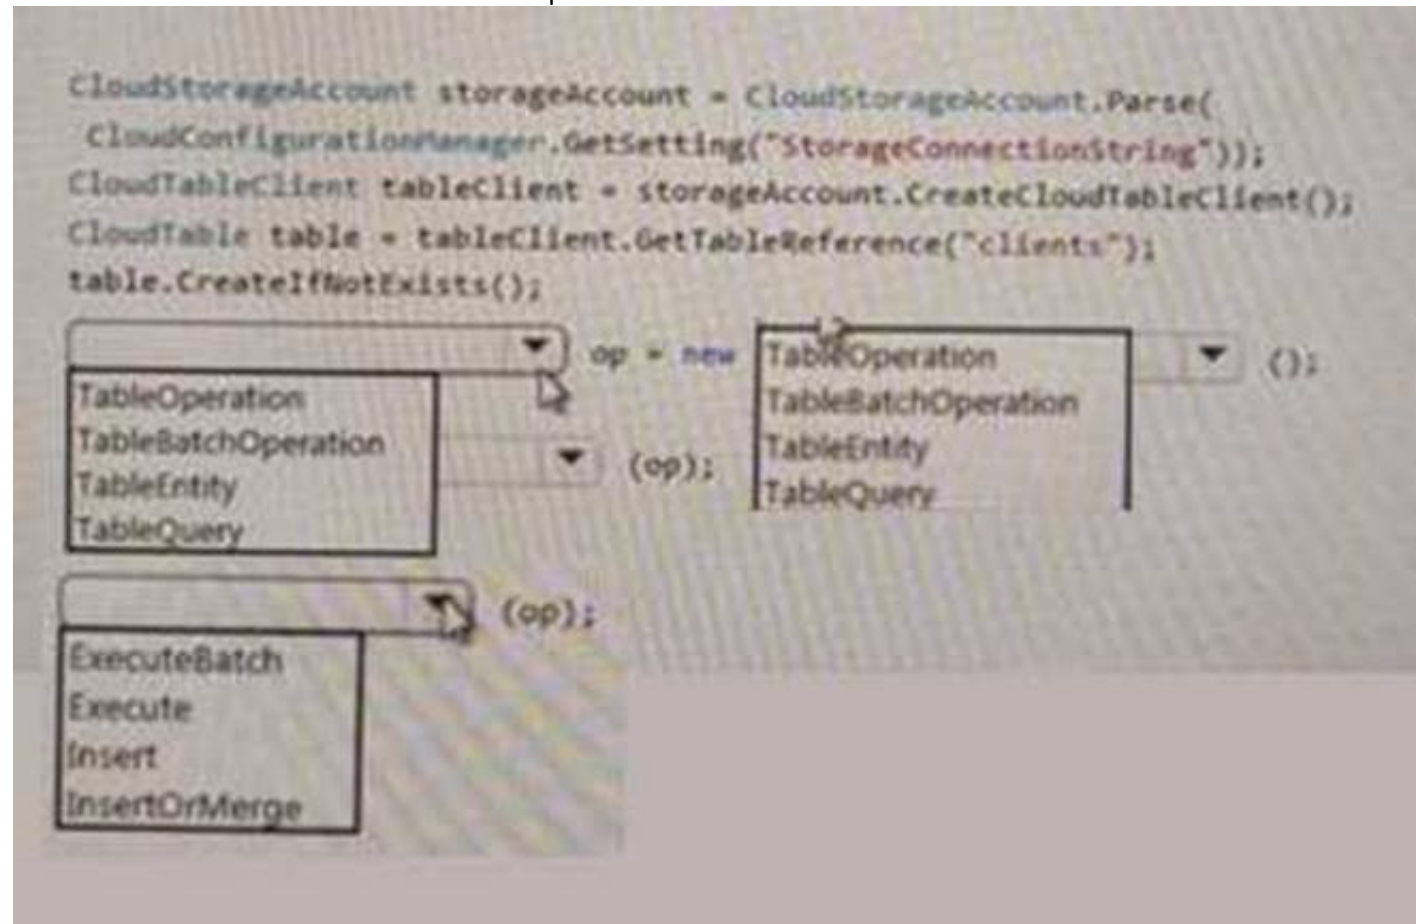 CloudStorageAccount storageAccount = CloudStorageAccount.Parse(
CloudConfigurationManager.GetSetting("StorageConnectionString"));
CloudTableClient tableClient = storageAccount.CreateCloudTableClient();
CloudTable table = tableClient.GetTableReference("clients");
table.CreateIfNotExists();
op = new
TableOperation
();
TableOperation
TableBatchOperation
TableEntity
TableQuery
TableBatchOperation
TableEntity
TableQuery
(op);
(op);
ExecuteBatch
Execute
Insert
InsertOrMerge